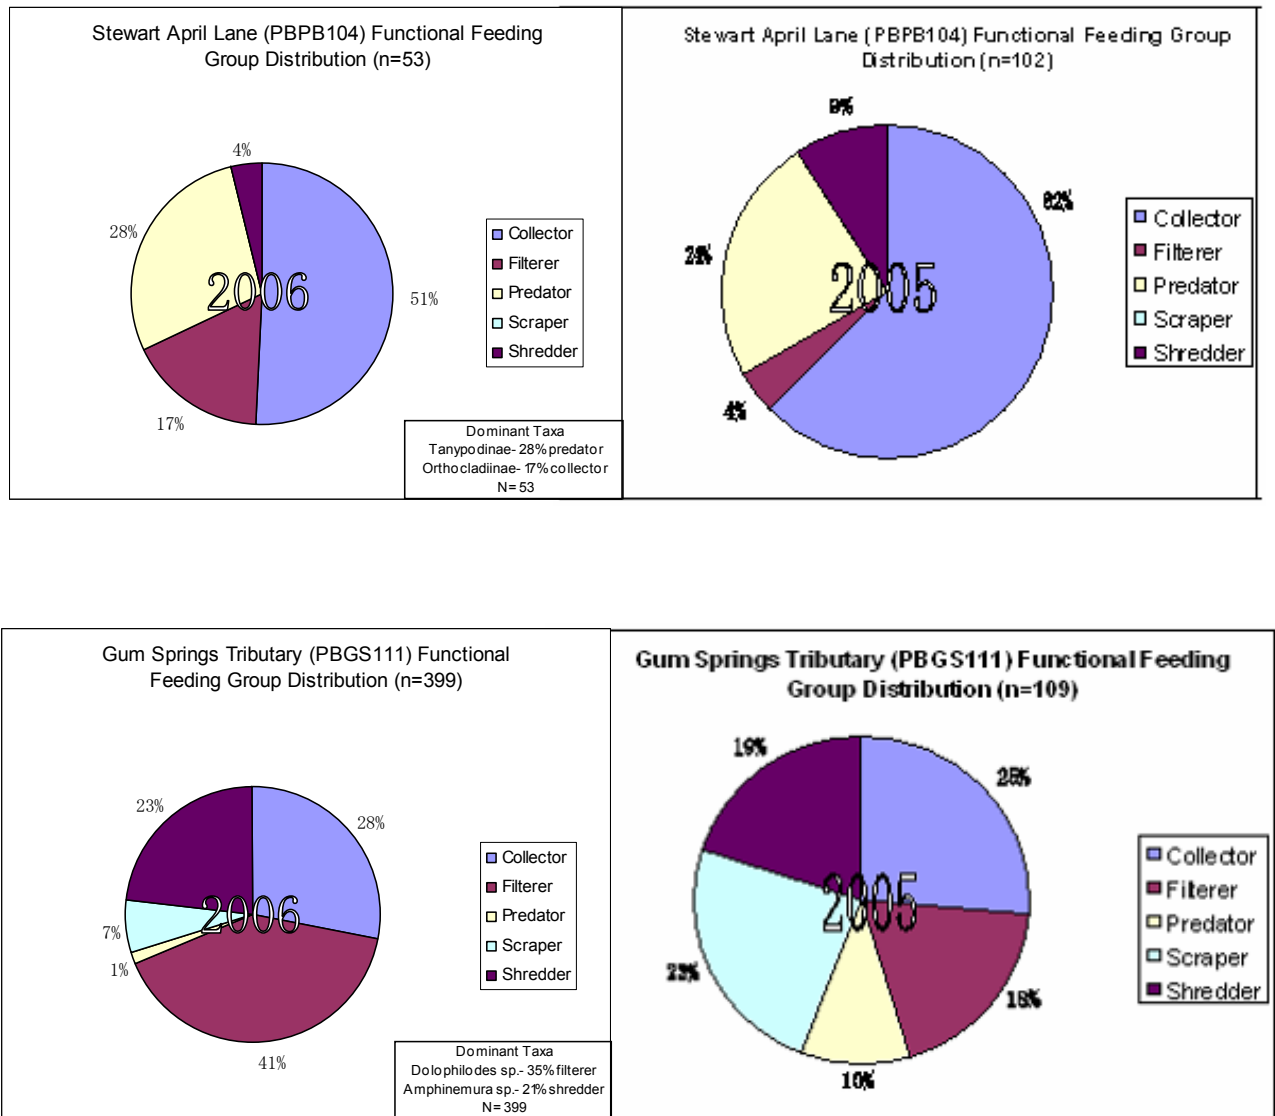 Stewart April Lane (PBPB104) Functional Feeding
Group Distribution (n=53)
4%
28%
2006
51%
17%
Collector
Filterer
Predator
Scraper
Shredder
Dominant Taxa
Tanypodinae- 28% predator
Orthocladiinae- 17% collector
N= 53
Stewart April Lane (PBPB104) Functional Feeding Group
Distribution (n=102)
9%
62%
2005
4%
Collector
Filterer
Predator
Scraper
Shredder
Gum Springs Tributary (PBGS111) Functional
Feeding Group Distribution (n=399)
23%
28%
2006
7%
1%
41%
Collector
Filterer
Predator
Scraper
Shredder
Dominant Taxa
Dolophilodes sp.- 35% filterer
Amphinemura sp.- 21% shredder
N= 399
Gum Springs Tributary (PBGS111) Functional Feeding
Group Distribution (n=109)
19%
25%
2005
23%
18%
10%
Collector
Filterer
Predator
Scraper
Shredder